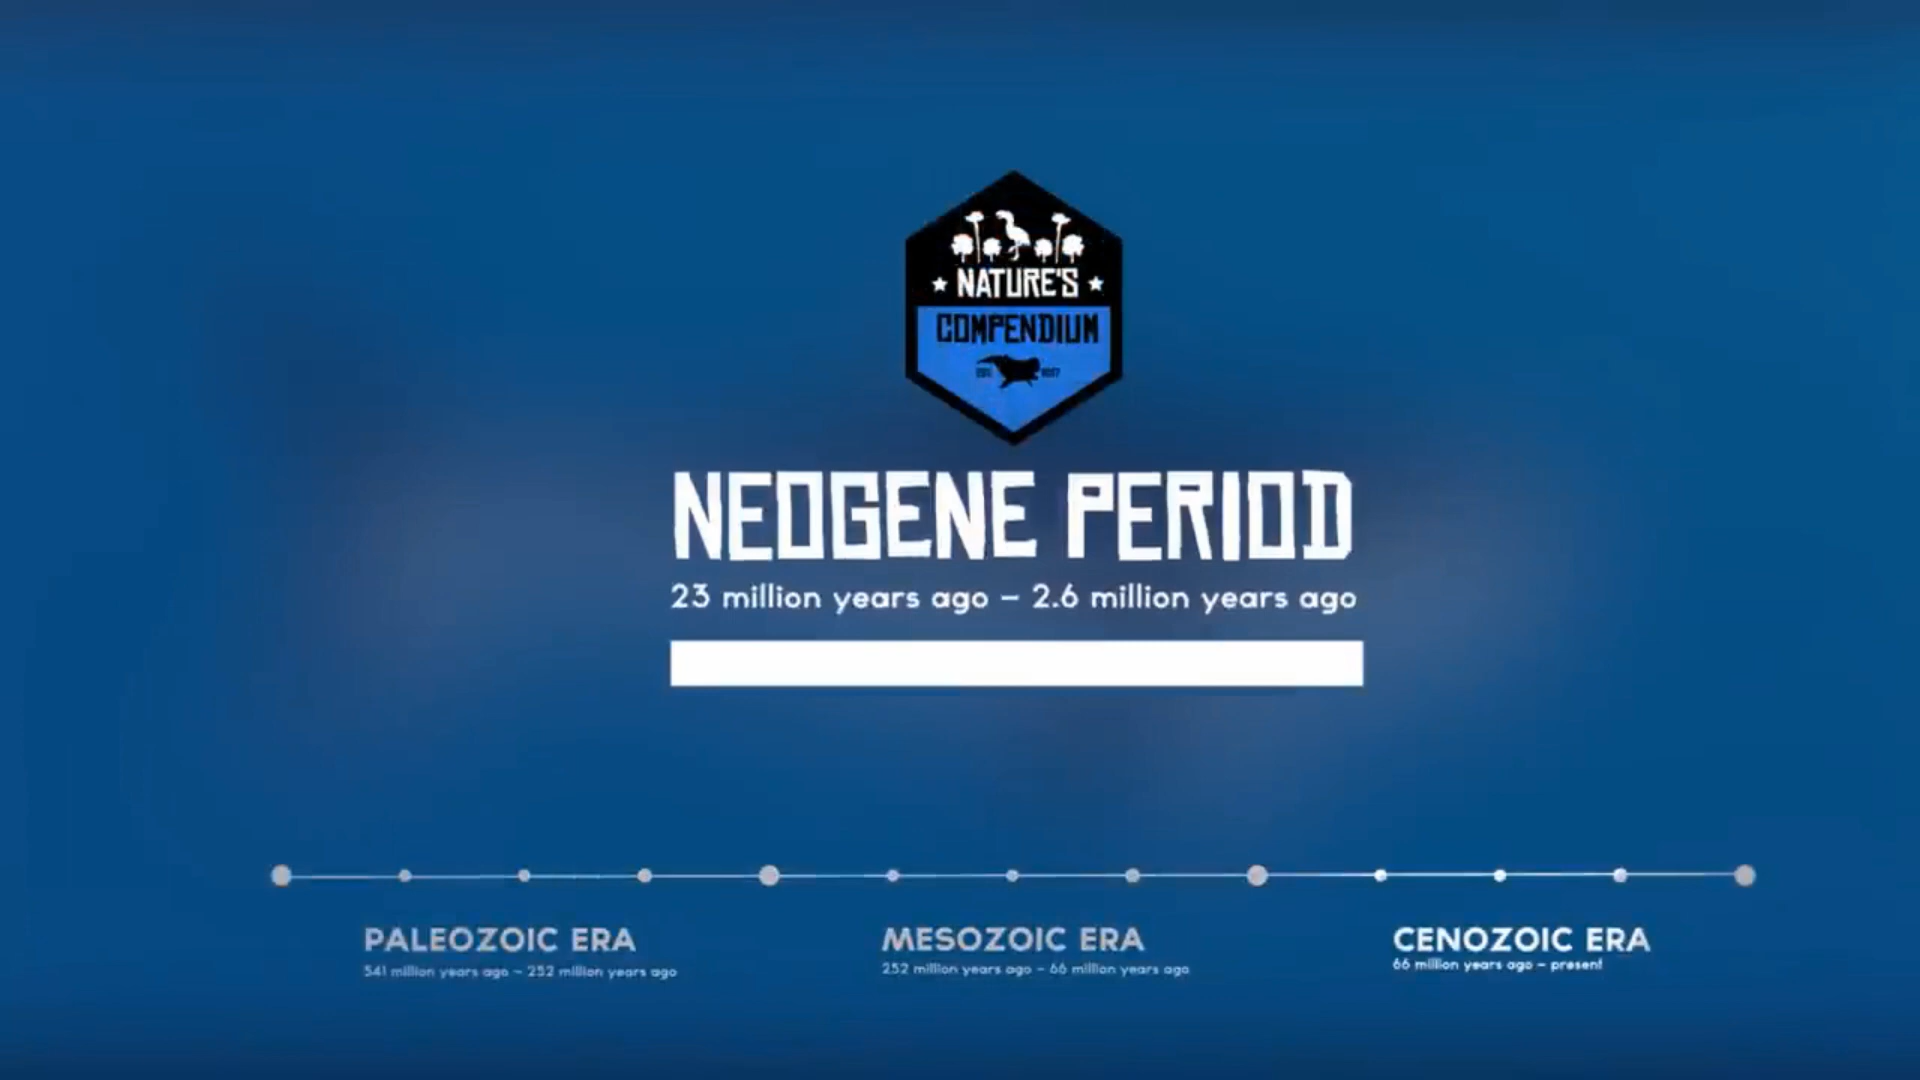 NATURE'S
COMPENDIUM
NEOGENE PERIOD
23 million years ago – 2.6 million years ago
PALEOZOIC ERA
541 million years ago – 252 million years ago
MESOZOIC ERA
252 million years ago – 66 million years ago
CENOZOIC ERA
66 million years ago – present